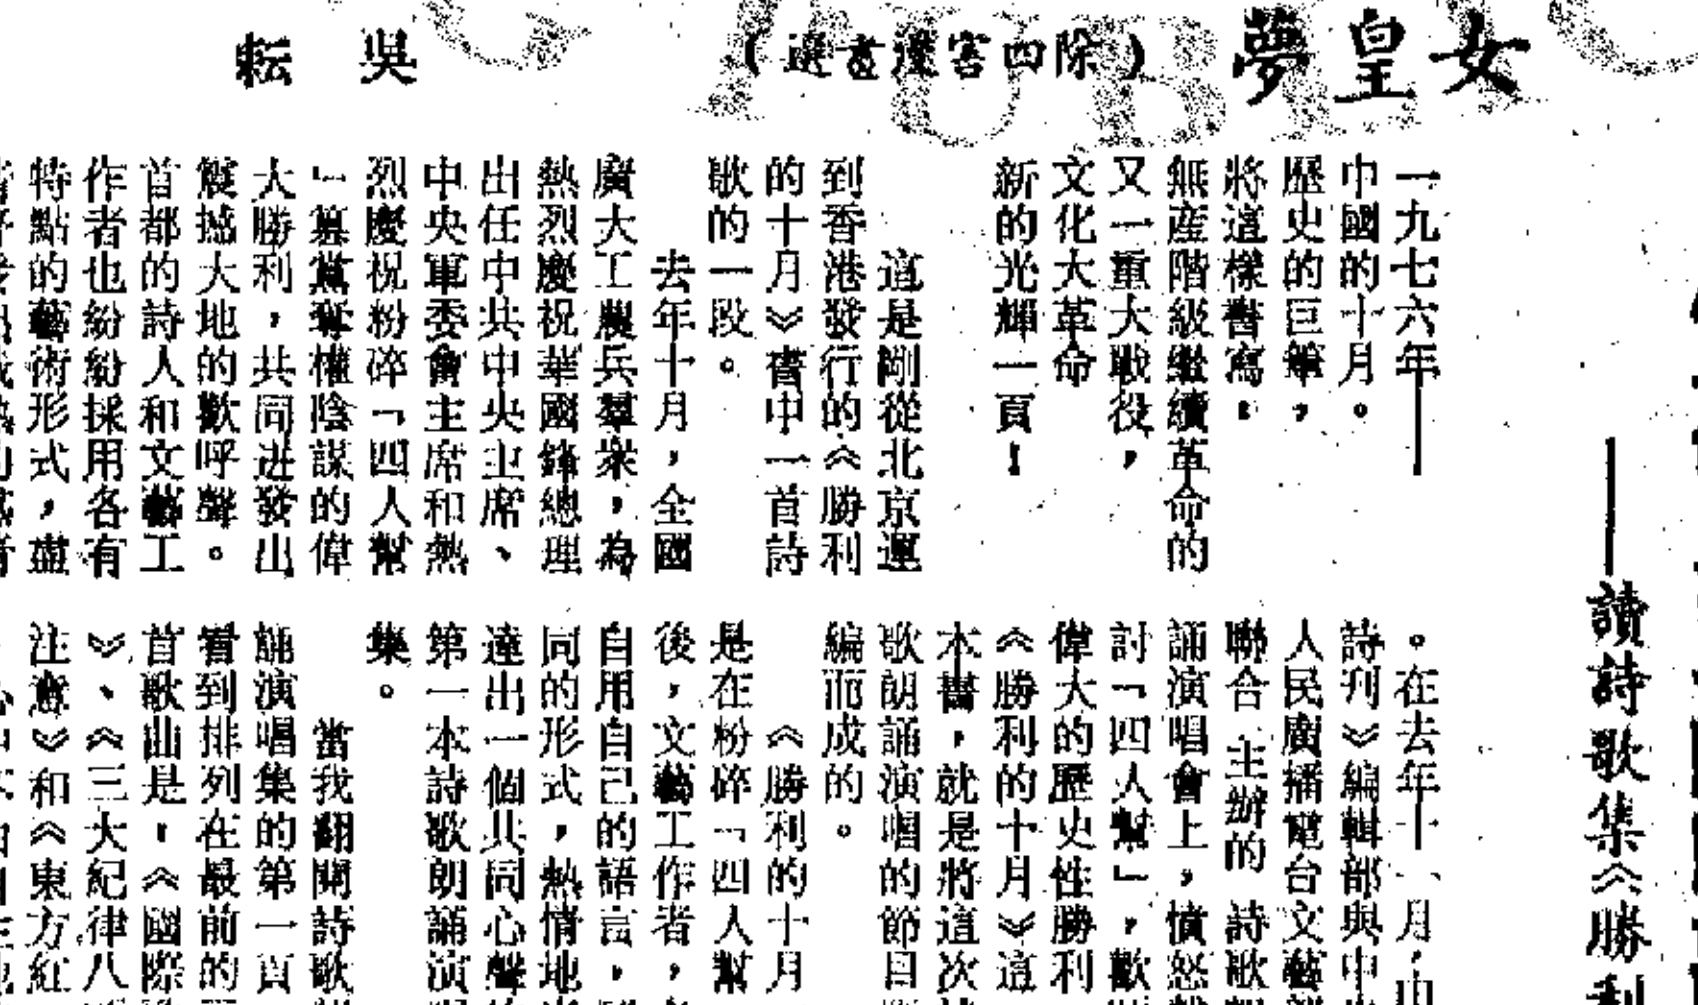 女皇夢
(除四害漫畫選)
吳耘
——讀詩歌集《勝利
一九七六年——
中國的十月。
歷史的巨筆,
將這樣書寫:
無産階級繼續革命的
又一重大戰役,
文化大革命
新的光輝一頁!
這是剛從北京運
到香港發行的《勝利
的十月》書中一首詩
歌的一段。
去年十月,全國
廣大工農兵羣衆,為
熱烈慶祝華國鋒總理
出任中共中央主席、
中央軍委會主席和熱
烈慶祝粉碎「四人幫
」篡黨奪權陰謀的偉
大勝利,共同迸發出
震撼大地的歡呼聲。
首都的詩人和文藝工
作者也紛紛採用各有
特點的藝術形式,盡
。在去年十一月,由
詩刊》編輯部與中
人民廣播電台文藝部
聯合主辦的詩歌
誦演唱會上,憤怒
討「四人幫」,歡
偉大的歷史性勝利
《勝利的十月》這
本書,就是將這次
歌朗誦演唱的節目
編而成的。
《勝利的十月
是在粉碎「四人幫
後,文藝工作者,
自用自己的語言,
同的形式,熱情地
達出一個共同心聲
第一本詩歌朗誦演
集。
當我翻開詩歌
誦演唱集的第一頁
看到排列在最前的
首歌曲是:《國際
》、《三大紀律八
注意》和《東方紅